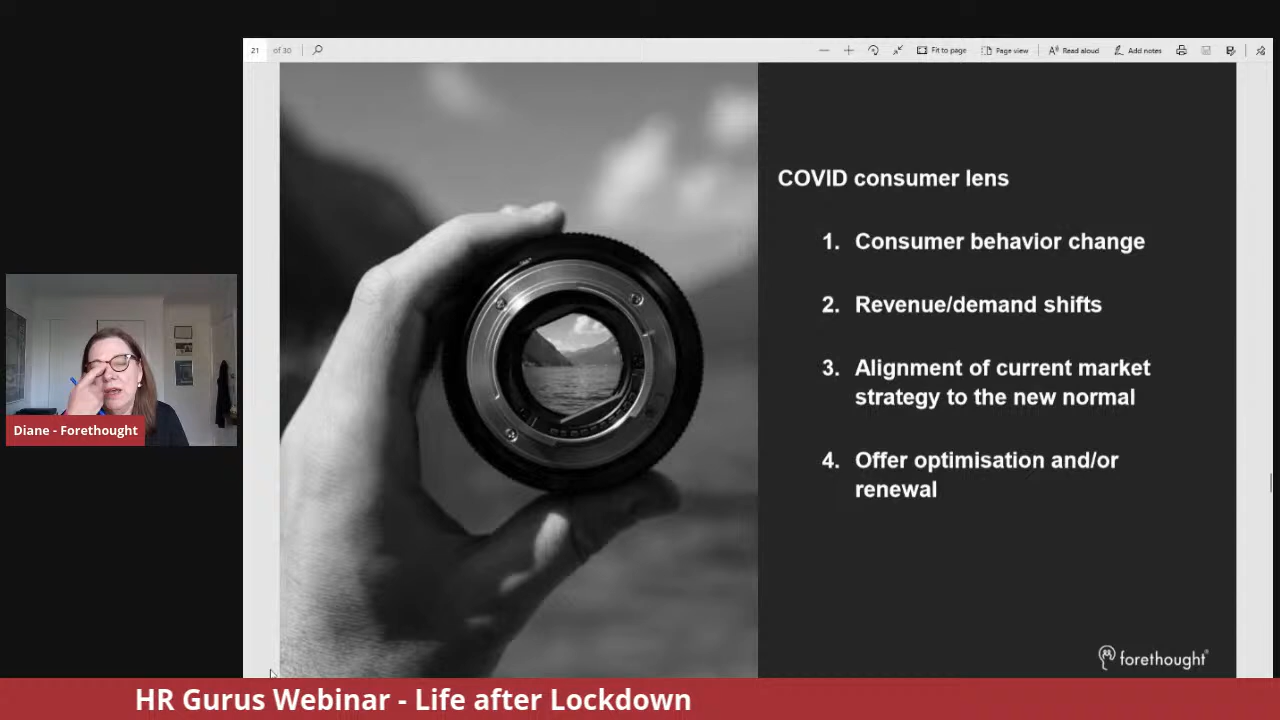 21 of 30
Fit to page
Page view
Read aloud
Add notes
COVID consumer lens
1. Consumer behavior change
2. Revenue/demand shifts
3. Alignment of current market
strategy to the new normal
4. Offer optimisation and/or
renewal
Diane - Forethought
forethought
HR Gurus Webinar - Life after Lockdown